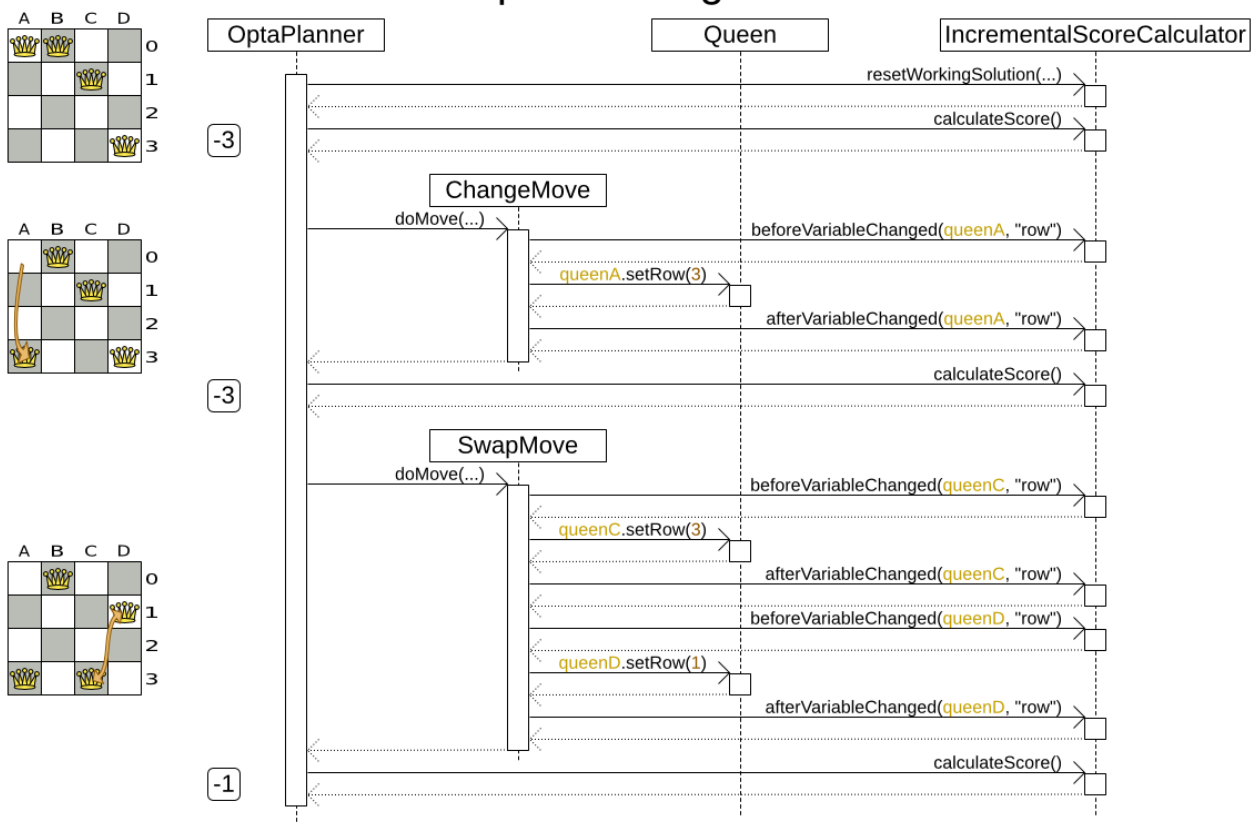 A B C D
0
1
2
3
OptaPlanner
Queen
IncrementalScoreCalculator
resetWorkingSolution(...)
calculateScore()
-3
ChangeMove
doMove(...)
A B C D
0
1
2
3
beforeVariableChanged(queenA, "row")
queenA.setRow(3)
afterVariableChanged(queenA, "row")
calculateScore()
-3
SwapMove
doMove(...)
beforeVariableChanged(queenC, "row")
queenC.setRow(3)
A B C D
0
1
2
3
afterVariableChanged(queenC, "row")
beforeVariableChanged(queenD, "row")
queenD.setRow(1)
afterVariableChanged(queenD, "row")
calculateScore()
-1